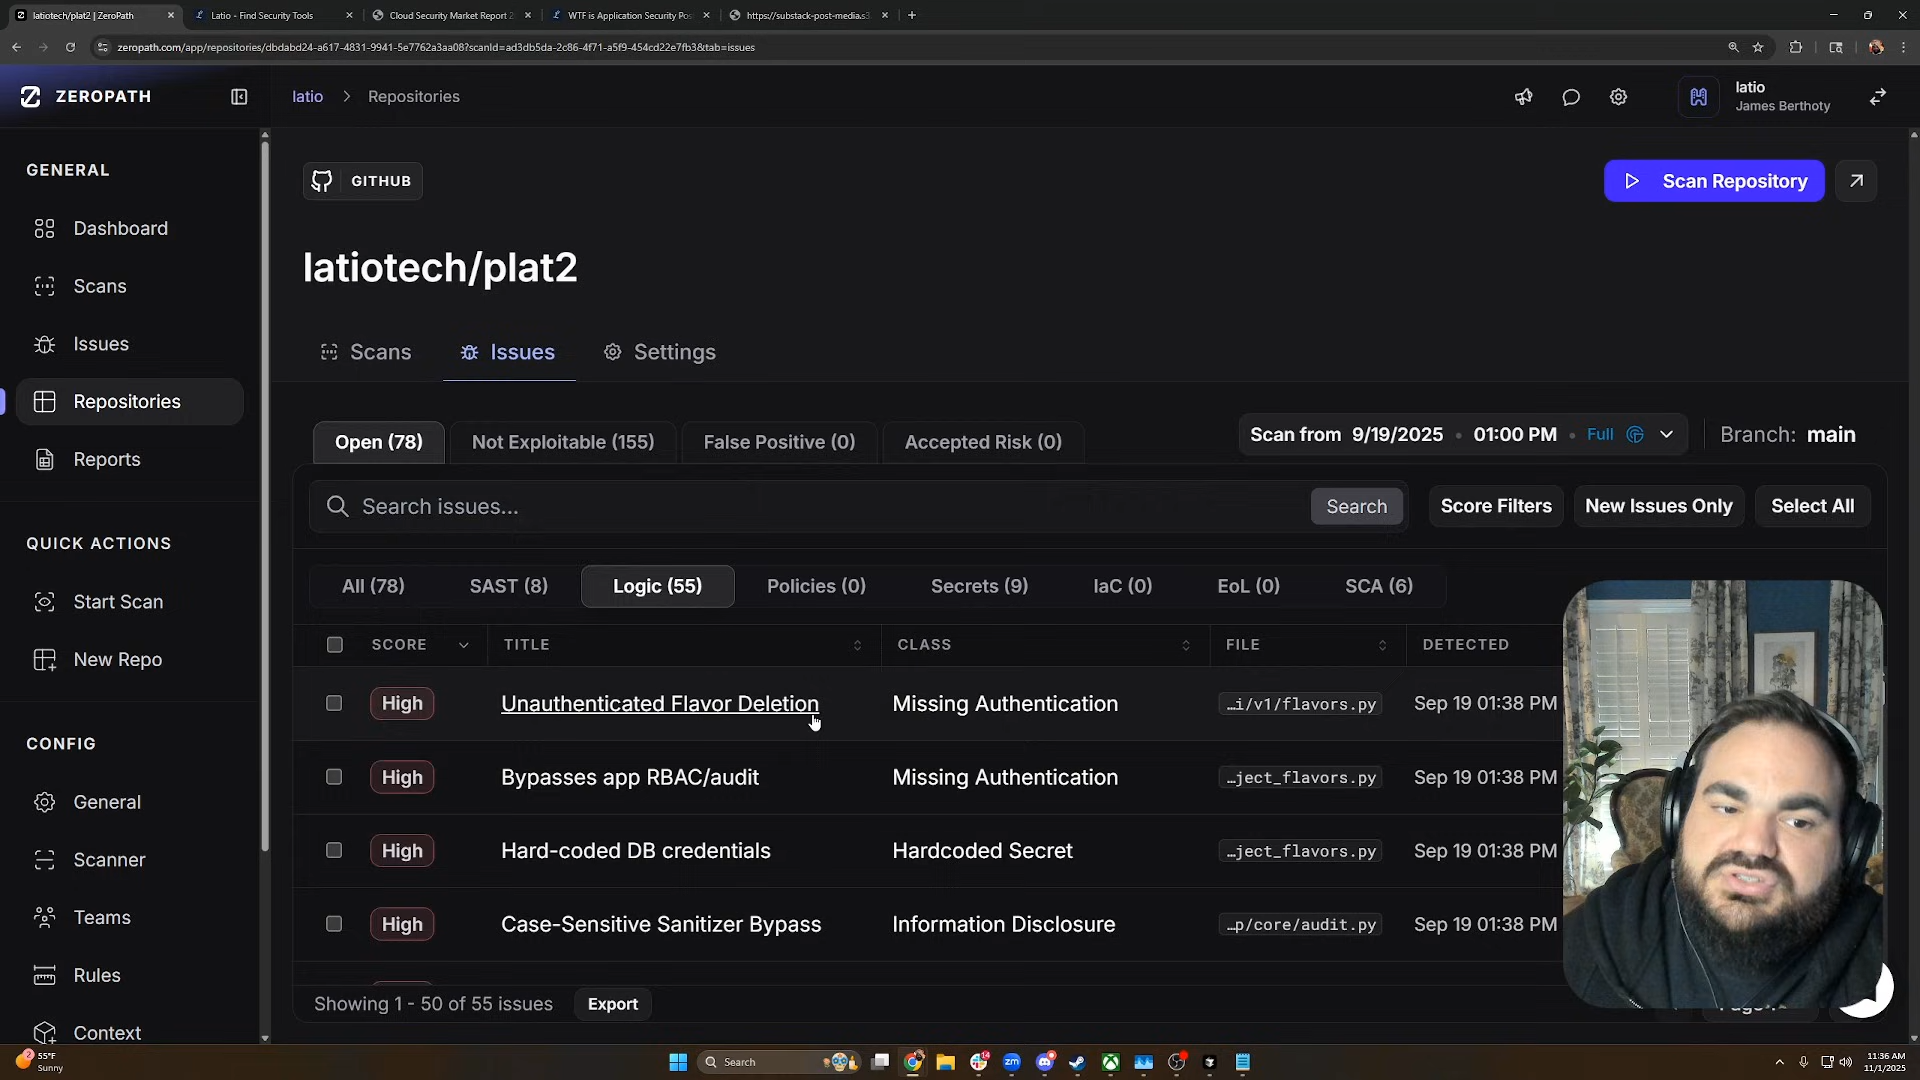 latiotech/plat2 | ZeroPath
Latio - Find Security Tools
Cloud Security Market Report 2
WTF is Application Security Pos
https://substack-post-media.s3
zeropath.com/app/repositories/dbdabd24-a617-4831-9941-5e7762a3aa08?scanId=ad3db5da-2c86-4f71-a5f9-454cd22e7fb3&tab=issues
ZEROPATH
latio > Repositories
latio
James Berthoty
GENERAL
Dashboard
Scans
Issues
Repositories
Reports
QUICK ACTIONS
Start Scan
New Repo
CONFIG
General
Scanner
Teams
Rules
Context
GITHUB
Scan Repository
latiotech/plat2
Scans
Issues
Settings
Open (78)
Not Exploitable (155)
False Positive (0)
Accepted Risk (0)
Scan from 9/19/2025 • 01:00 PM • Full
Branch: main
Search issues...
Search
Score Filters
New Issues Only
Select All
All (78)
SAST (8)
Logic (55)
Policies (0)
Secrets (9)
IaC (0)
EoL (0)
SCA (6)
SCORE TITLE CLASS FILE DETECTED
High Unauthenticated Flavor Deletion Missing Authentication …i/v1/flavors.py Sep 19 01:38 PM
High Bypasses app RBAC/audit Missing Authentication …ject_flavors.py Sep 19 01:38 PM
High Hard-coded DB credentials Hardcoded Secret …ject_flavors.py Sep 19 01:38 PM
High Case-Sensitive Sanitizer Bypass Information Disclosure …p/core/audit.py Sep 19 01:38 PM
Showing 1 - 50 of 55 issues
Export
2
55°F
Sunny
Search
14
zm
11:36 AM
11/1/2025